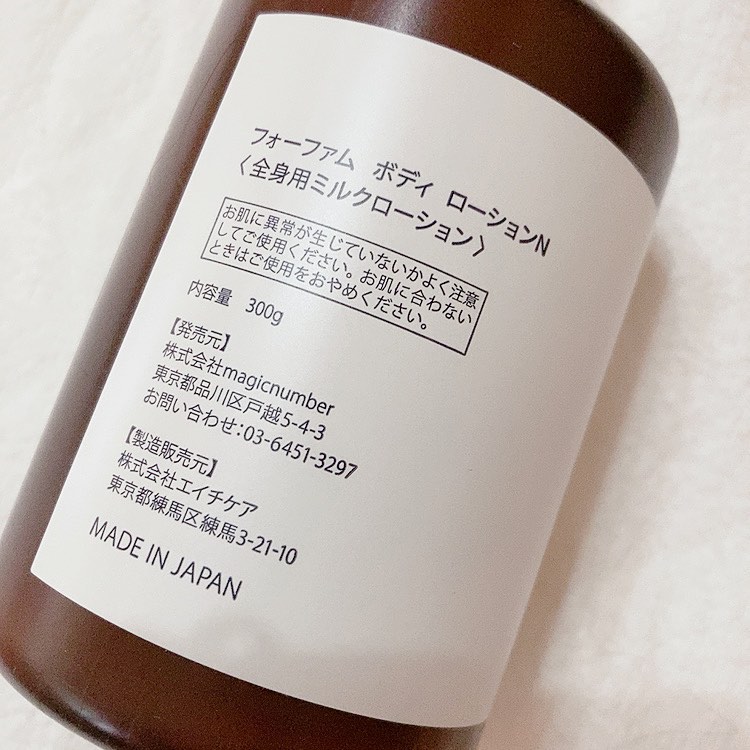 フォーファム ボディ ローションN
〈全身用ミルクローション〉
お肌に異常が生じていないかよく注意
してご使用ください。お肌に合わない
ときはご使用をおやめください。
内容量 300g
【発売元】
株式会社magicnumber
東京都品川区戸越5-4-3
お問い合わせ:03-6451-3297
【製造販売元】
株式会社エイチケア
東京都練馬区練馬3-21-10
MADE IN JAPAN